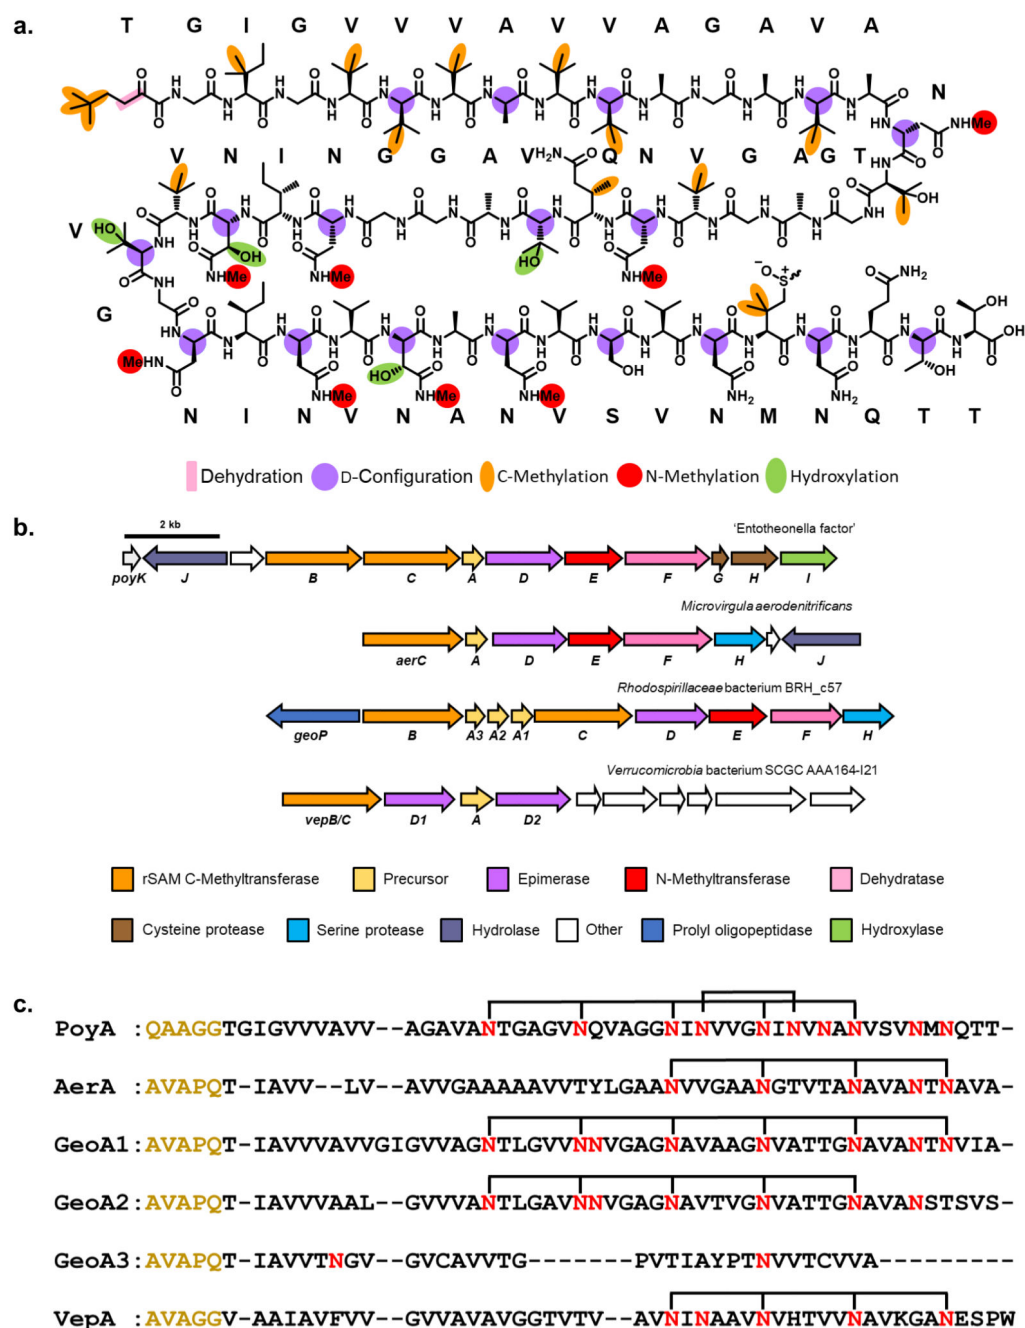 a.
T G I G V V V A V V A G A V A
N
V N I N G G A V Q N V G A G T
V
G
N I N V N A N V S V N M N Q T T
Dehydration D-Configuration C-Methylation N-Methylation Hydroxylation
b.
2 kb
'Entotheonella factor'
poyK J B C A D E F G H I
Microvirgula aerodenitrificans
aerC A D E F H J
Rhodospirillaceae bacterium BRH_c57
geoP B A3 A2 A1 C D E F H
Verrucomicrobia bacterium SCGC AAA164-I21
vepB/C D1 A D2
rSAM C-Methyltransferase Precursor Epimerase N-Methyltransferase Dehydratase
Cysteine protease Serine protease Hydrolase Other Prolyl oligopeptidase Hydroxylase
c.
PoyA :QAAGGTGIGVVVAVV--AGAVANTGAGVNQVAGGNINVVGNINVNANVSVNMNQTT-
AerA :AVAPQT-IAVV--LV--AVVGAAAAAVVTYLGAANVVGAANGTVTANAVANTNAVA-
GeoA1 :AVAPQT-IAVVVAVVGIGVVAGNTLGVVNNVGAGNAVAAGNVATTGNAVANTNVIA-
GeoA2 :AVAPQT-IAVVVAAL--GVVVANTLGAVNNVGAGNAVTVGNVATTGNAVANSTSVS-
GeoA3 :AVAPQT-IAVVTNGV--GVCAVVTG-------PVTIAYPTNVVTCVVA---------
VepA :AVAGGV-AAIAVFVV--GVVAVAVGGTVTV--AVNINAAVNVHTVVNAVKGANESPW